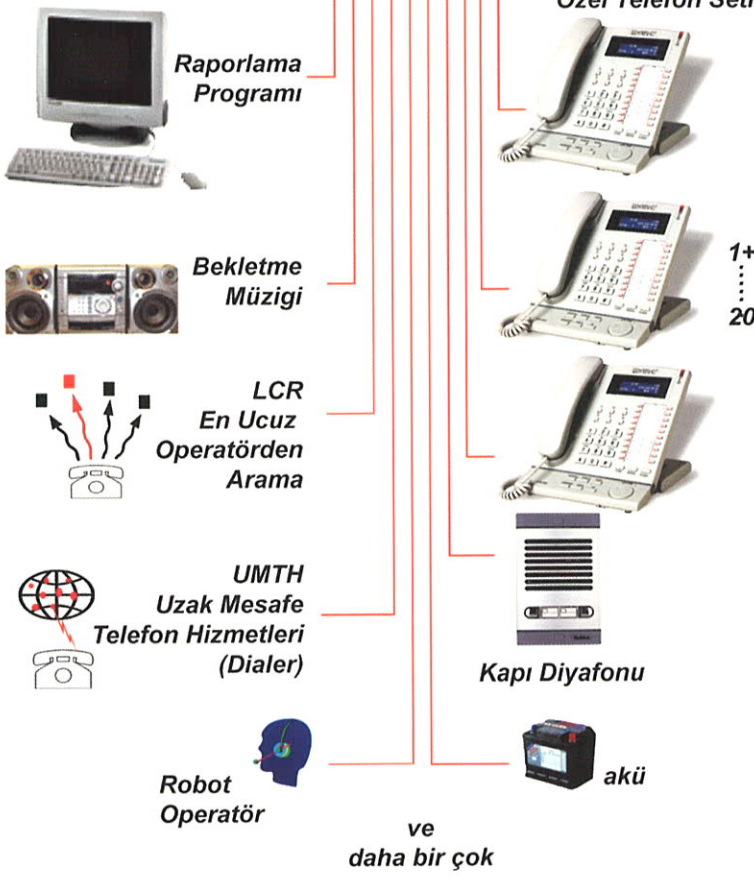 Özel Telefon Seti
Raporlama
Programı
Bekletme
Müzigi
1+
20
LCR
En Ucuz
Operatörden
Arama
UMTH
Uzak Mesafe
Telefon Hizmetleri
(Dialer)
Kapı Diyafonu
Robot
Operatör
akü
ve
daha bir çok